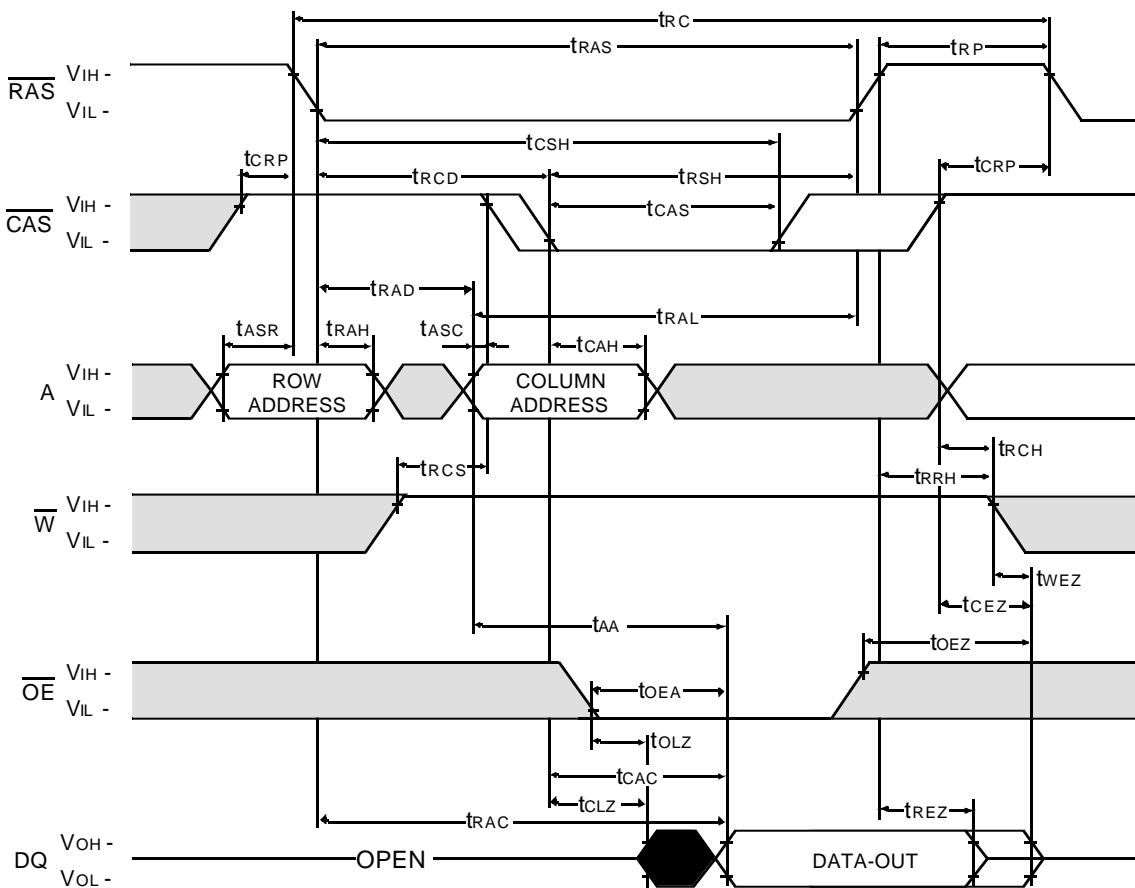 tRC
tRAS
tRP
RAS
VIH -
VIL -
tCSH
tCRP
tRCD
tRSH
tCRP
CAS
VIH -
VIL -
tCAS
tRAD
tASR
tRAH
tASC
tRAL
tCAH
A
VIH -
VIL -
ROW
ADDRESS
COLUMN
ADDRESS
tRCS
tRCH
tRRH
W
VIH -
VIL -
tWEZ
tCEZ
tAA
tOEZ
OE
VIH -
VIL -
tOEA
tOLZ
tCAC
tCLZ
tREZ
tRAC
DQ
VOH -
VOL -
OPEN
DATA-OUT